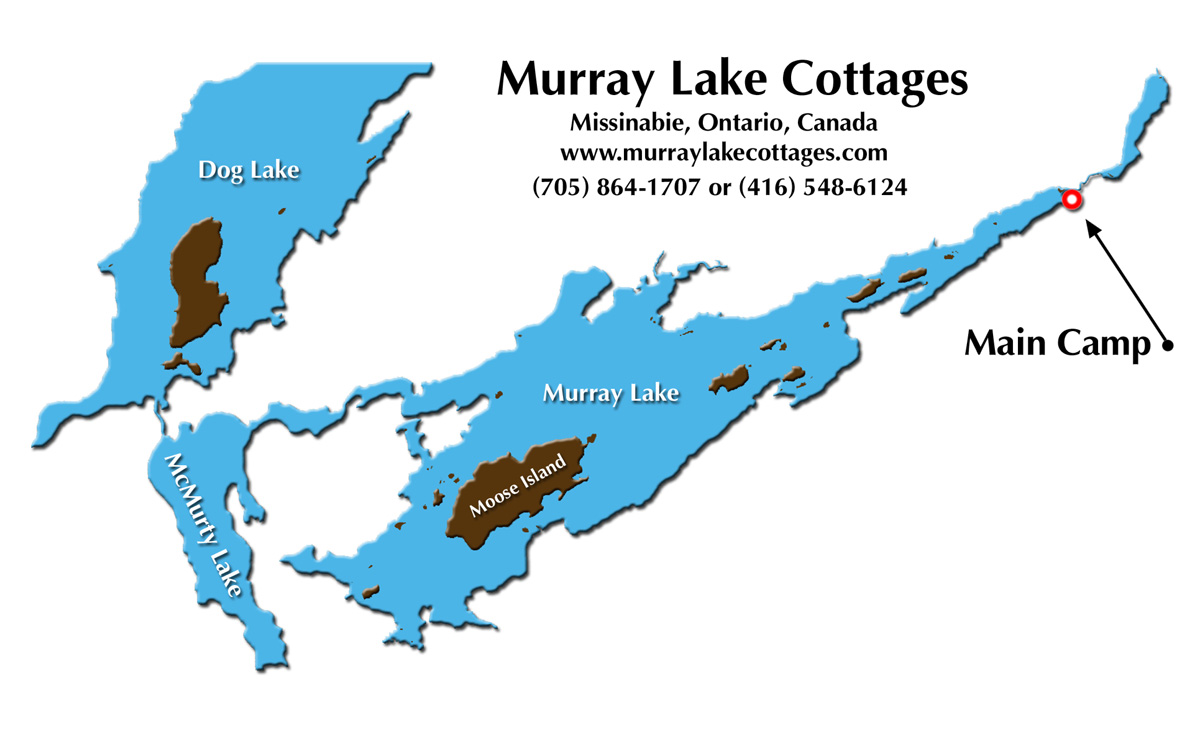 Murray Lake Cottages
Missinabie, Ontario, Canada
www.murraylakecottages.com
(705) 864-1707 or (416) 548-6124
Dog Lake
Main Camp
Murray Lake
Moose Island
McMurty Lake